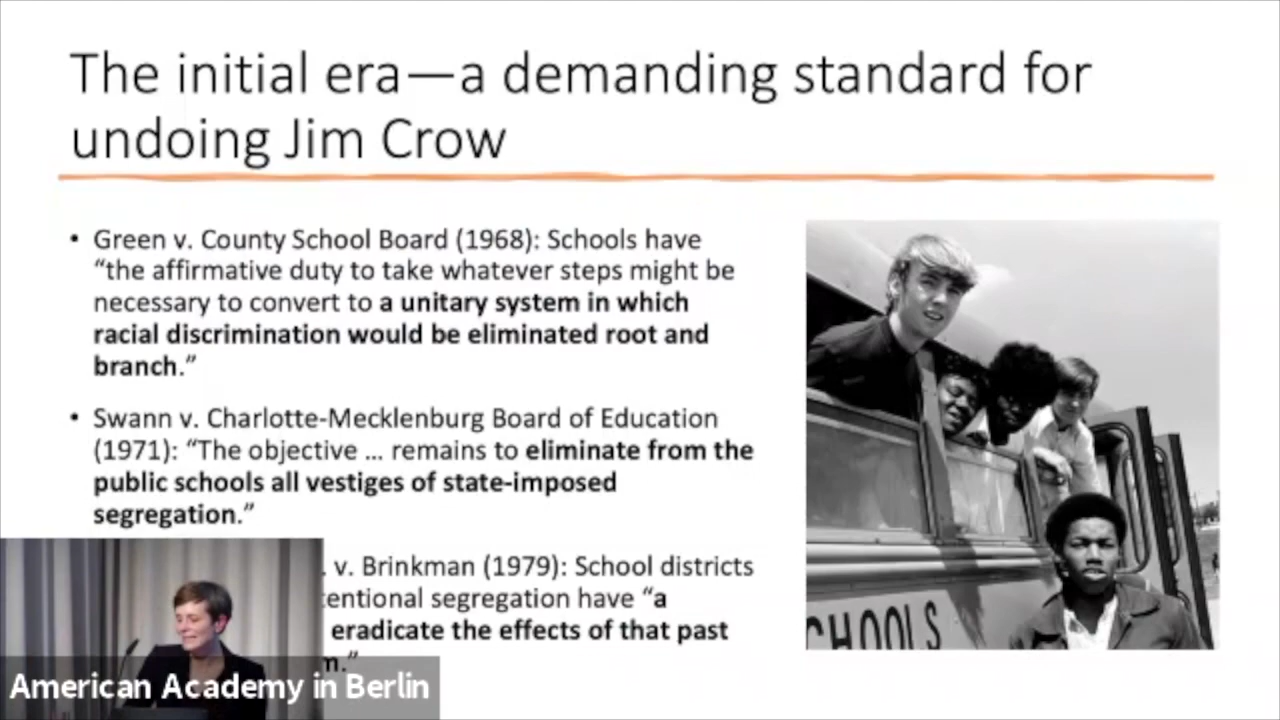 The initial era—a demanding standard for
undoing Jim Crow
• Green v. County School Board (1968): Schools have
“the affirmative duty to take whatever steps might be
necessary to convert to a unitary system in which
racial discrimination would be eliminated root and
branch.”
• Swann v. Charlotte-Mecklenburg Board of Education
(1971): “The objective … remains to eliminate from the
public schools all vestiges of state-imposed
segregation.”
. v. Brinkman (1979): School districts
segregation have “a
eradicate the effects of that past
American Academy in Berlin